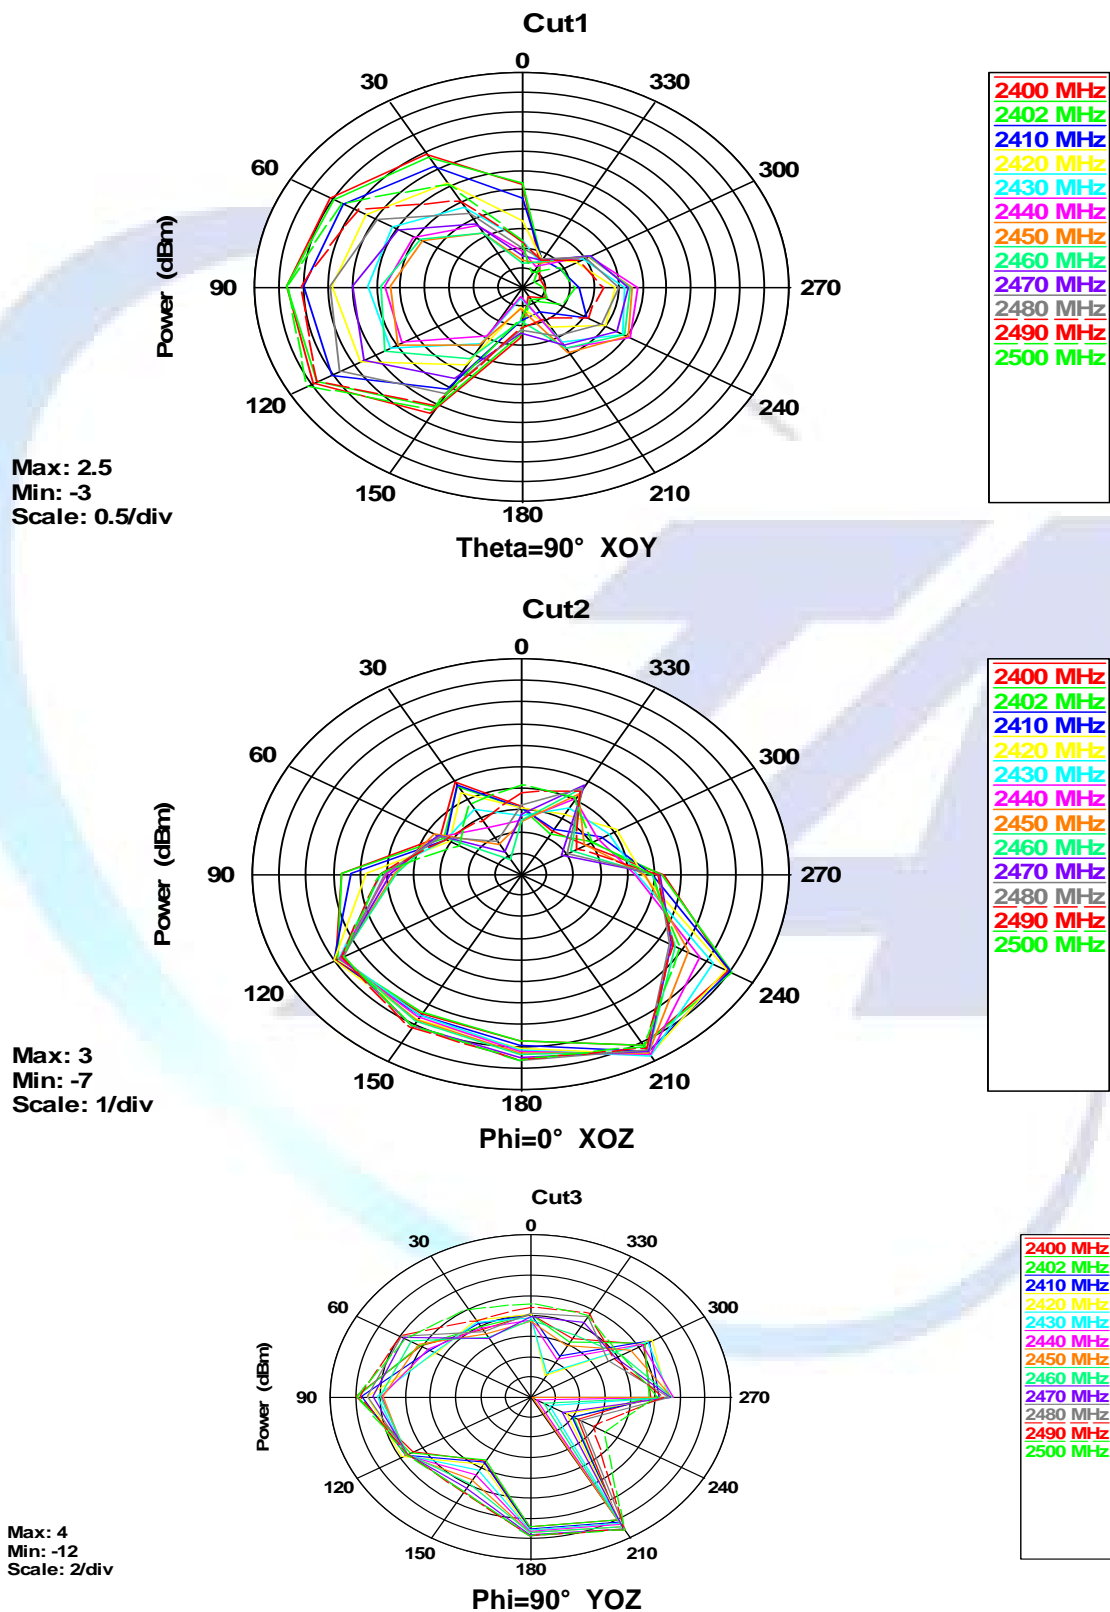 Cut1
0
30
330
60
300
90
270
120
240
150
210
180
Power (dBm)
Max: 2.5
Min: -3
Scale: 0.5/div
Theta=90° XOY
2400 MHz
2402 MHz
2410 MHz
2420 MHz
2430 MHz
2440 MHz
2450 MHz
2460 MHz
2470 MHz
2480 MHz
2490 MHz
2500 MHz
Cut2
0
30
330
60
300
90
270
120
240
150
210
180
Power (dBm)
Max: 3
Min: -7
Scale: 1/div
Phi=0° XOZ
2400 MHz
2402 MHz
2410 MHz
2420 MHz
2430 MHz
2440 MHz
2450 MHz
2460 MHz
2470 MHz
2480 MHz
2490 MHz
2500 MHz
Cut3
0
30
330
60
300
90
270
120
240
150
210
180
Power (dBm)
Max: 4
Min: -12
Scale: 2/div
Phi=90° YOZ
2400 MHz
2402 MHz
2410 MHz
2420 MHz
2430 MHz
2440 MHz
2450 MHz
2460 MHz
2470 MHz
2480 MHz
2490 MHz
2500 MHz